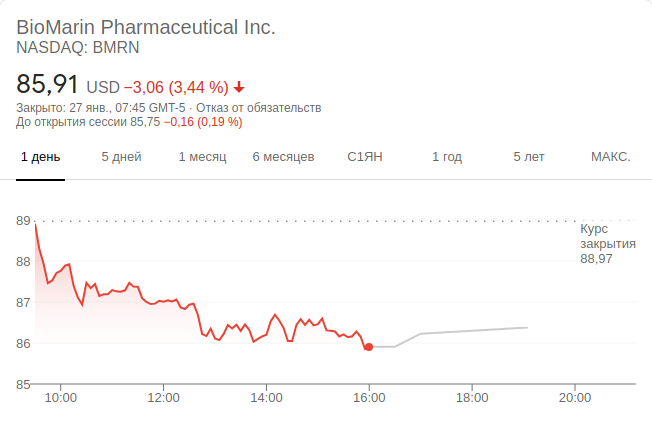 BioMarin Pharmaceutical Inc.
NASDAQ: BMRN
85,91 USD −3,06 (3,44 %)
Закрыто: 27 янв., 07:45 GMT-5 · Отказ от обязательств
До открытия сессии 85,75 −0,16 (0,19 %)
1 день 5 дней 1 месяц 6 месяцев С1ЯН 1 год 5 лет МАКС.
89
Курс
закрытия
88,97
88
87
86
85
10:00 12:00 14:00 16:00 18:00 20:00